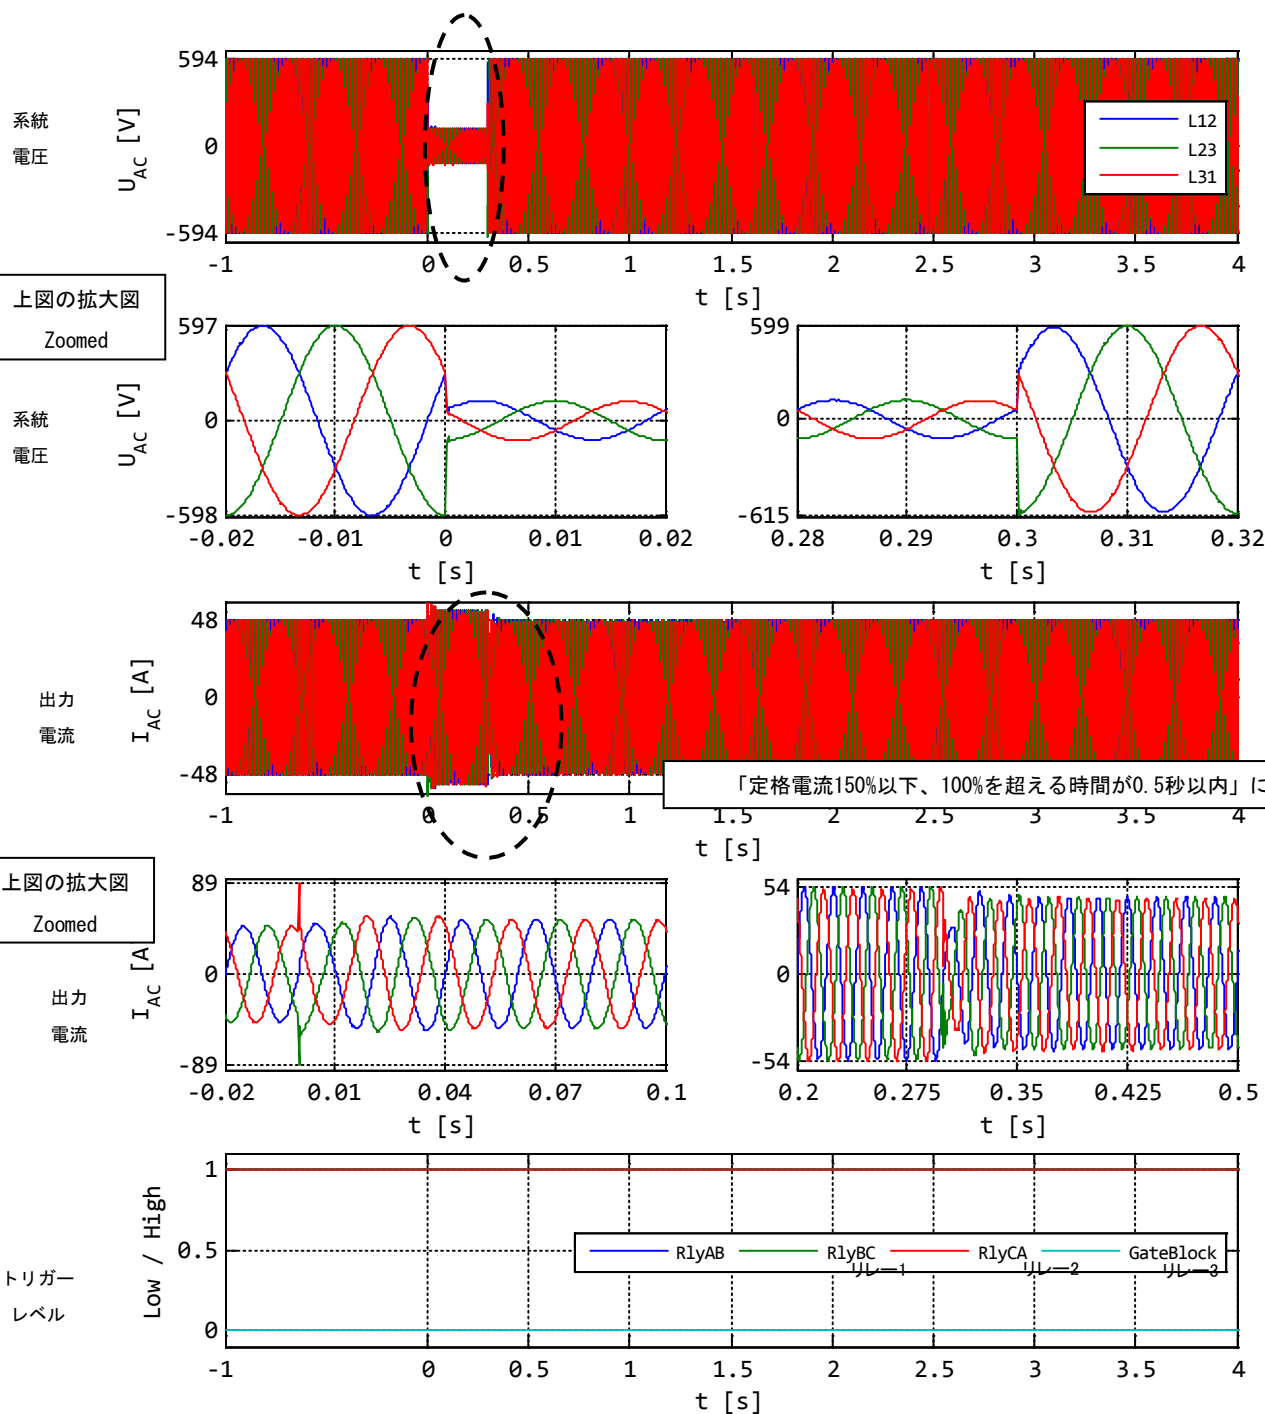 594
0
-594
系統
電圧
U_AC [V]
L12
L23
L31
-1
0
0.5
1
1.5
2
2.5
3
3.5
4
t [s]
上図の拡大図
Zoomed
597
0
-598
系統
電圧
U_AC [V]
-0.02
-0.01
0
0.01
0.02
t [s]
599
0
-615
0.28
0.29
0.3
0.31
0.32
t [s]
48
0
-48
出力
電流
I_AC [A]
「定格電流150%以下、100%を超える時間が0.5秒以内」に
-1
0
0.5
1
1.5
2
2.5
3
3.5
4
t [s]
上図の拡大図
Zoomed
89
0
-89
出力
電流
I_AC [A
-0.02
0.01
0.04
0.07
0.1
t [s]
54
0
-54
0.2
0.275
0.35
0.425
0.5
t [s]
1
0.5
0
トリガー
レベル
Low / High
RlyAB
RlyBC
RlyCA
GateBlock
リレー1
リレー2
リレー3
-1
0
0.5
1
1.5
2
2.5
3
3.5
4
t [s]